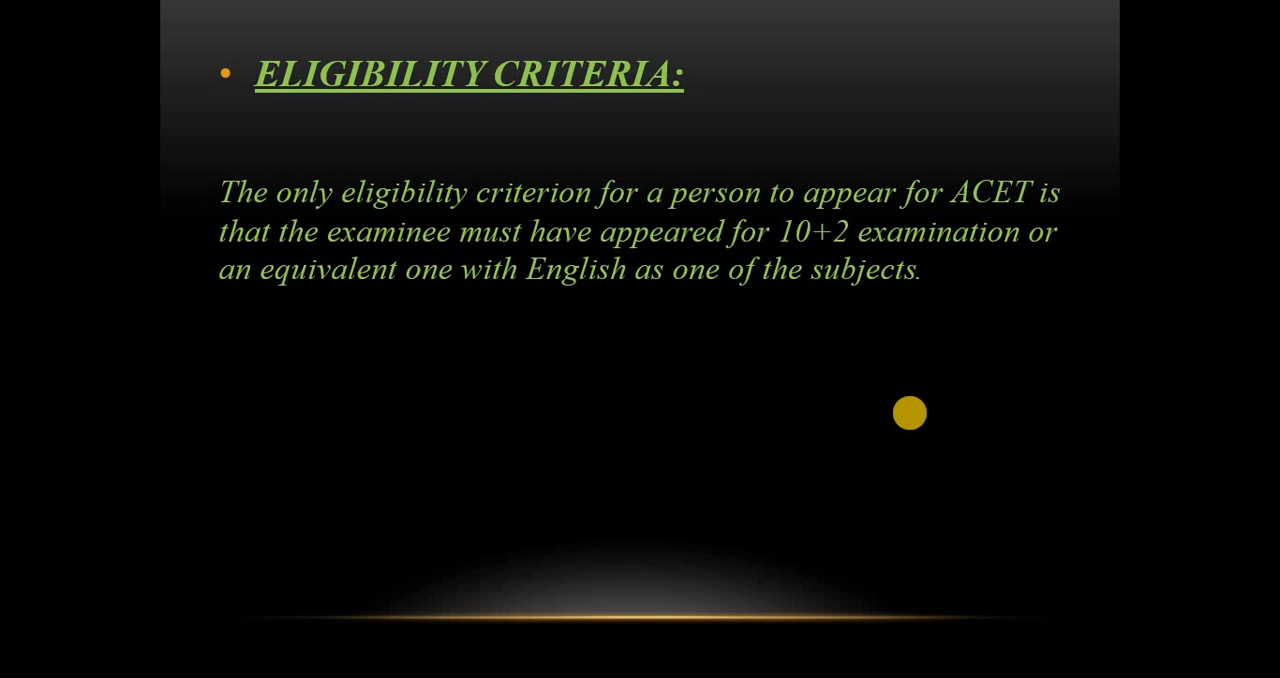 • ELIGIBILITY CRITERIA:
The only eligibility criterion for a person to appear for ACET is
that the examinee must have appeared for 10+2 examination or
an equivalent one with English as one of the subjects.